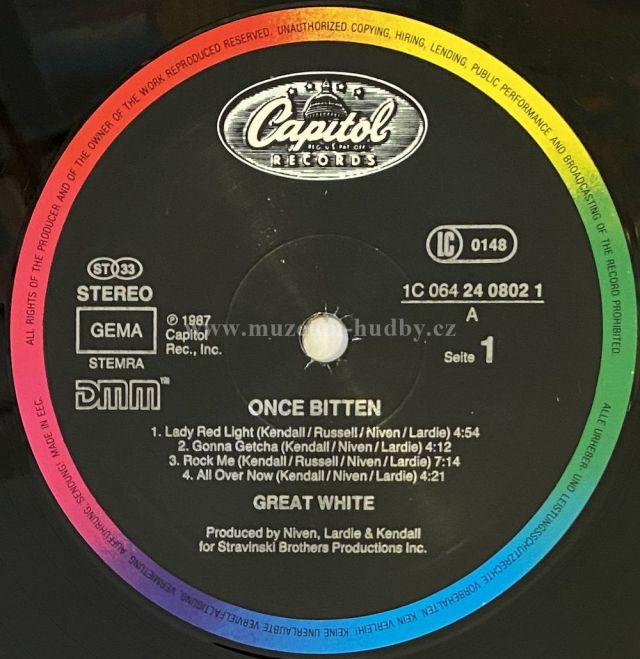 ALL RIGHTS OF THE PRODUCER AND OF THE OWNER OF THE WORK REPRODUCED RESERVED. UNAUTHORIZED COPYING, HIRING, LENDING, PUBLIC PERFORMANCE AND BROADCASTING OF THE RECORD PROHIBITED.
Capitol
REG. U.S. PAT. OFF.
RECORDS
LC 0148
ST 33
STEREO
1C 064 24 0802 1
A
GEMA
STEMRA
℗ 1987
Capitol
Rec., Inc.
Seite 1
www.muzeum-hudby.cz
DMM™
ONCE BITTEN
1. Lady Red Light (Kendall/Russell/Niven/Lardie) 4:54
2. Gonna Getcha (Kendall/Niven/Lardie) 4:12
3. Rock Me (Kendall/Russell/Niven/Lardie) 7:14
4. All Over Now (Kendall/Niven/Lardie) 4:21
GREAT WHITE
Produced by Niven, Lardie & Kendall
for Stravinski Brothers Productions Inc.
ALLE URHEBER- UND LEISTUNGSSCHUTZRECHTE VORBEHALTEN. KEIN VERLEIH! KEINE UNERLAUBTE VERVIELFÄLTIGUNG, VERMIETUNG, AUFFÜHRUNG, SENDUNG! MADE IN EEC.